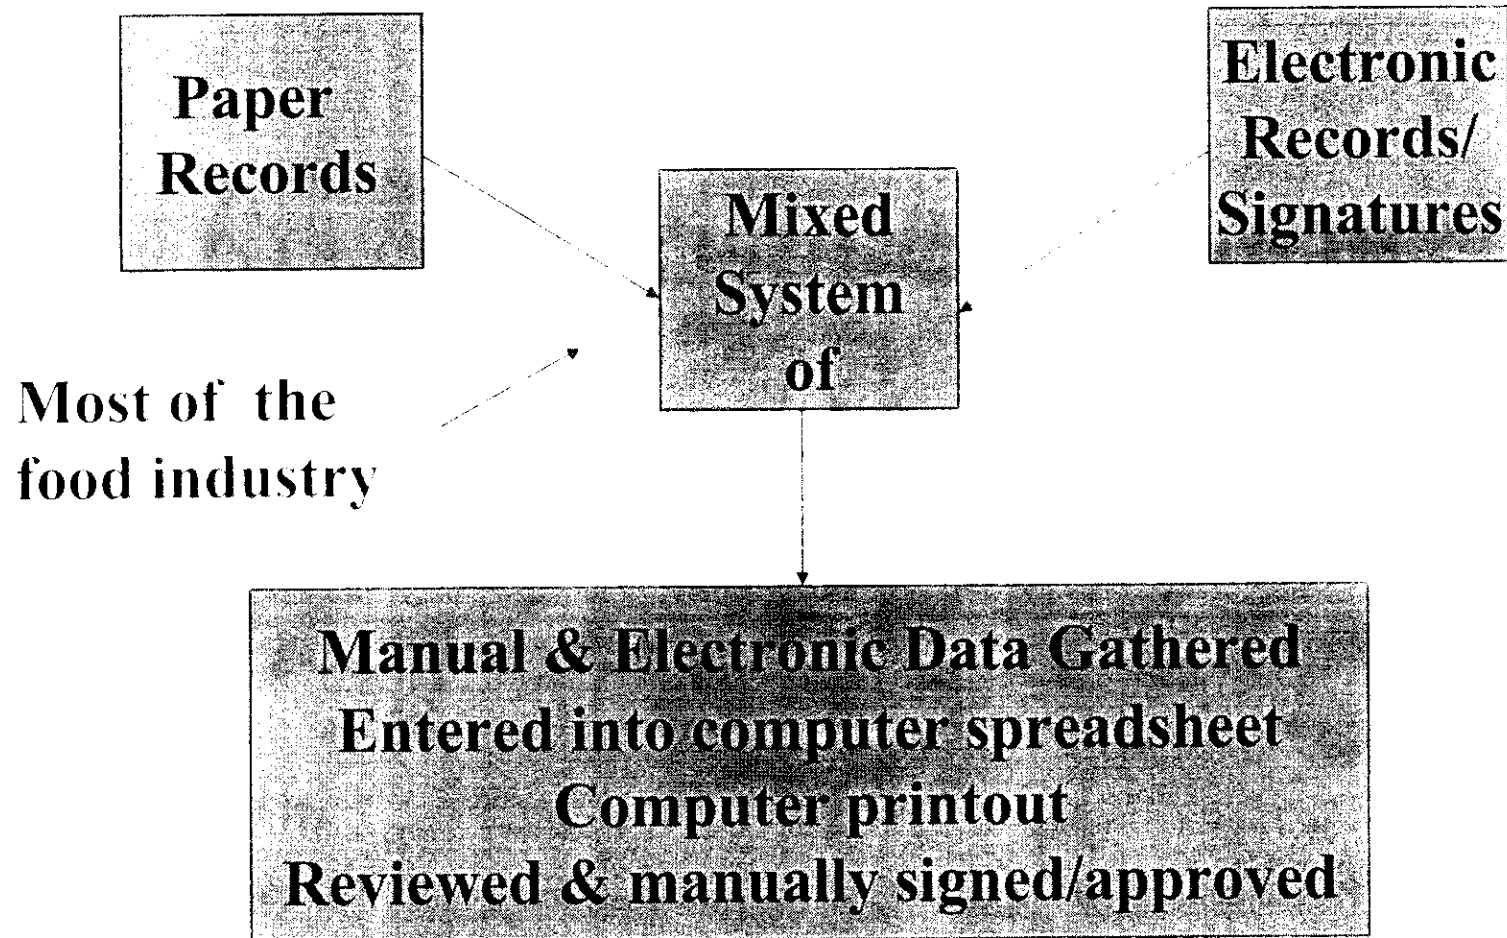 Paper
Records
Electronic
Records/
Signatures
Mixed
System
of
Most of the
food industry
Manual & Electronic Data Gathered
Entered into computer spreadsheet
Computer printout
Reviewed & manually signed/approved